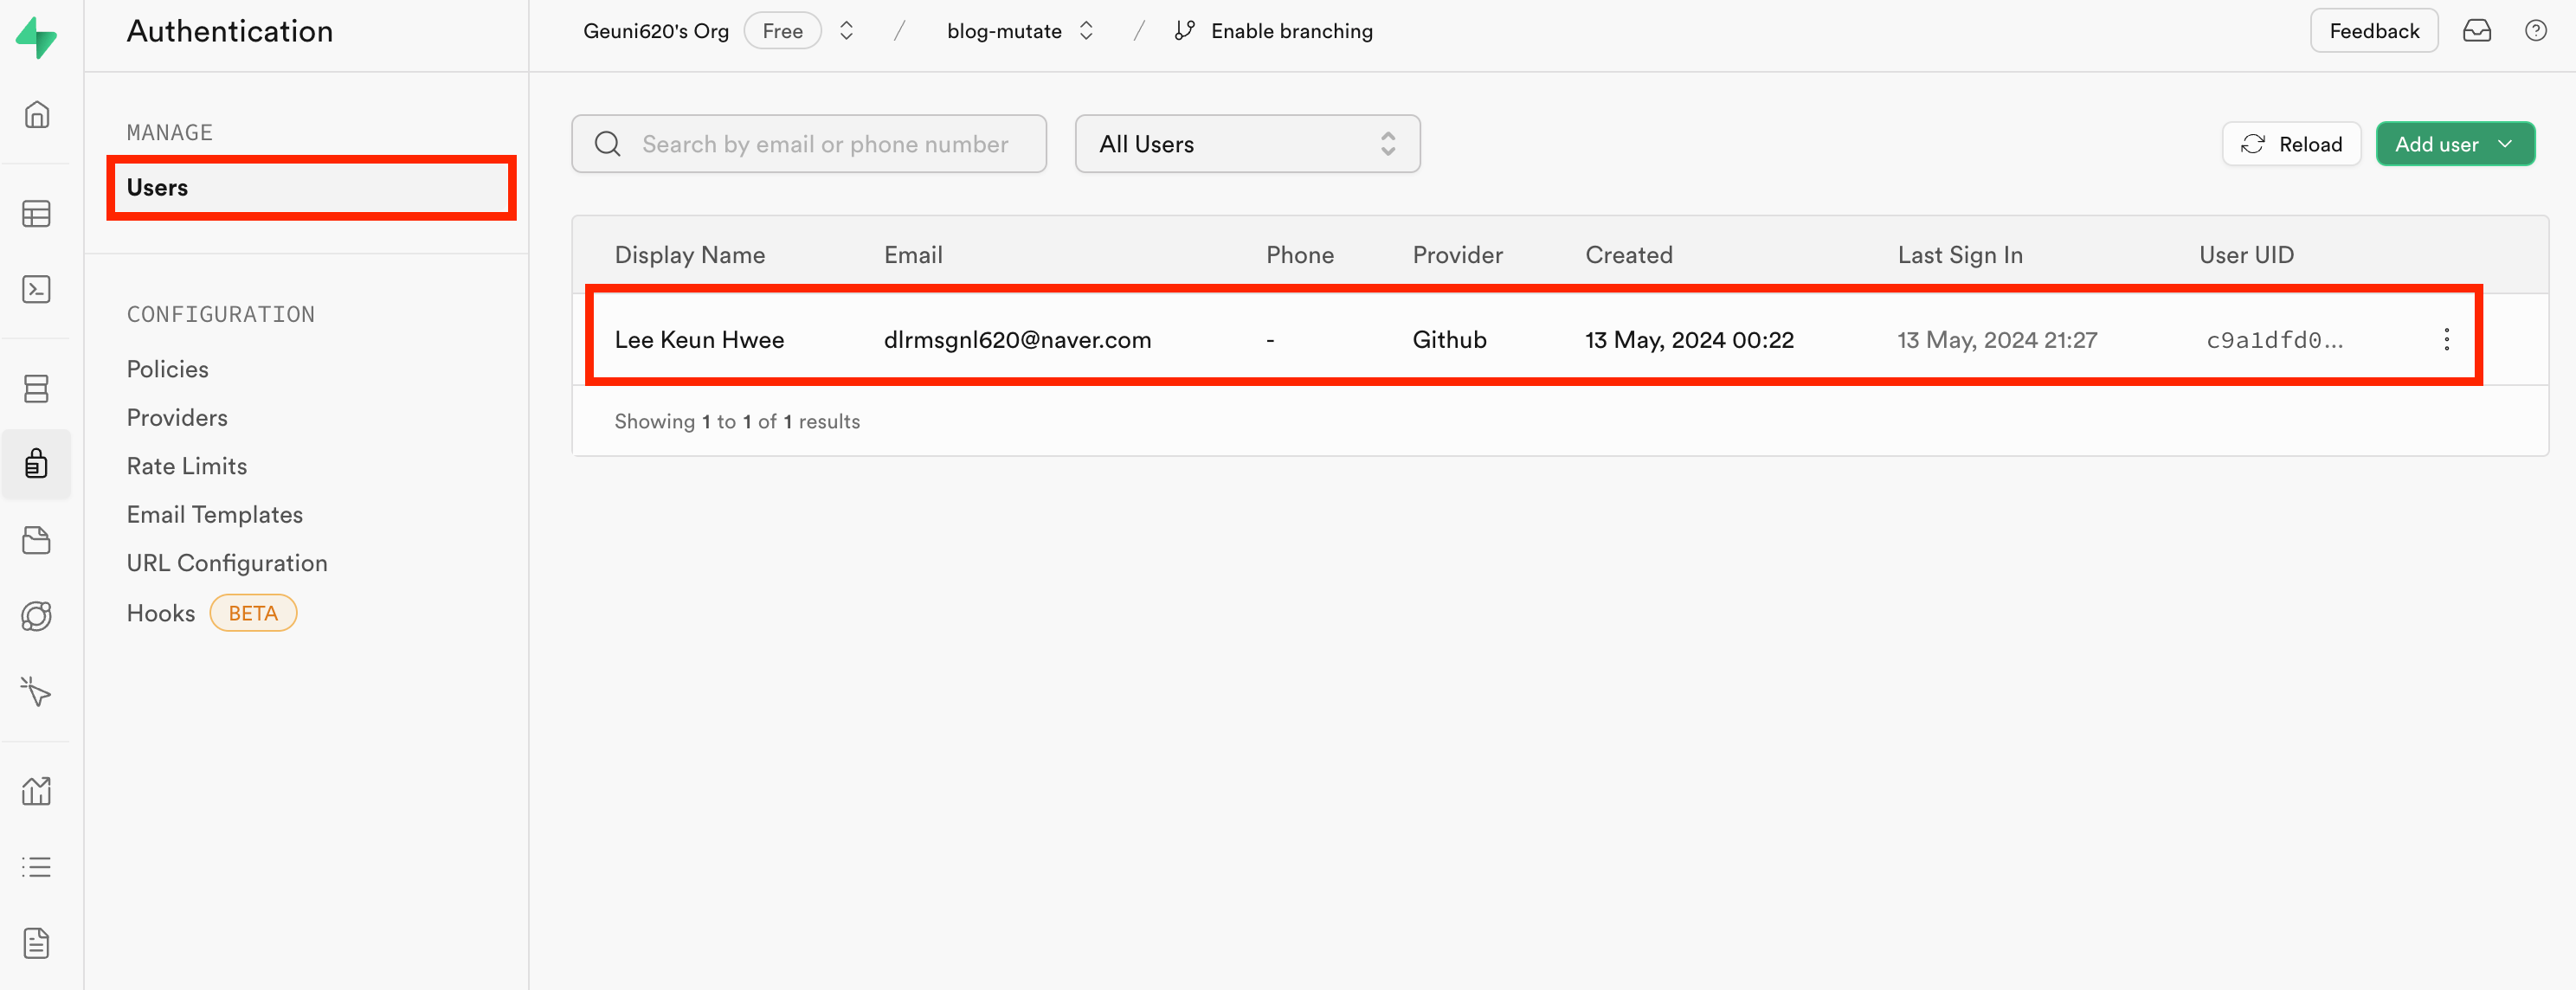 Authentication
Geuni620's Org Free / blog-mutate / Enable branching
Feedback
MANAGE
Users
CONFIGURATION
Policies
Providers
Rate Limits
Email Templates
URL Configuration
Hooks BETA
Search by email or phone number
All Users
Reload
Add user
Display Name Email Phone Provider Created Last Sign In User UID
Lee Keun Hwee dlrmsgnl620@naver.com - Github 13 May, 2024 00:22 13 May, 2024 21:27 c9a1dfd0...
Showing 1 to 1 of 1 results